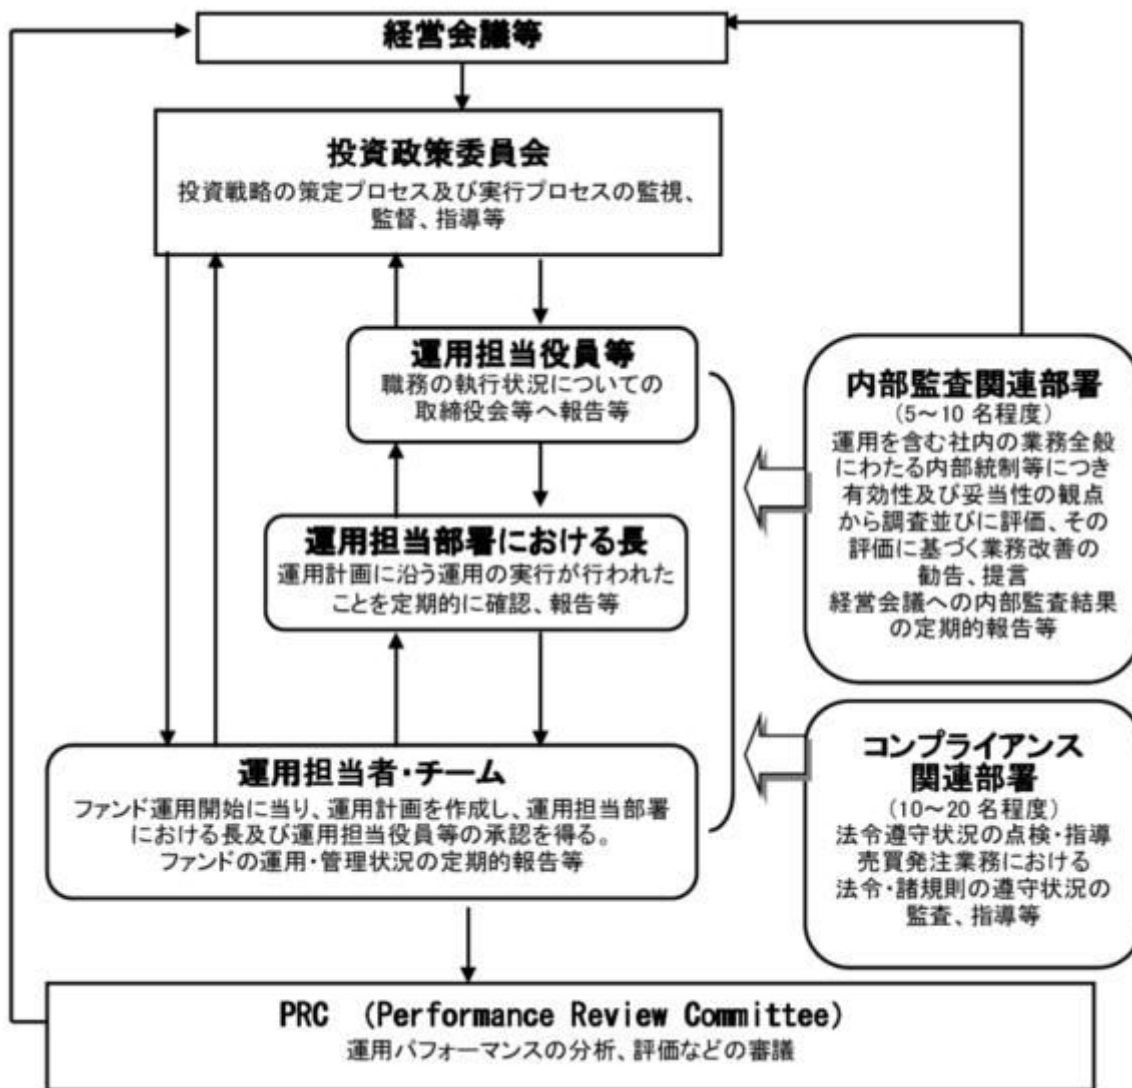 経営会議等
投資政策委員会
投資戦略の策定プロセス及び実行プロセスの監視、
監督、指導等
運用担当役員等
職務の執行状況についての
取締役会等へ報告等
運用担当部署における長
運用計画に沿う運用の実行が行われた
ことを定期的に確認、報告等
運用担当者・チーム
ファンド運用開始に当り、運用計画を作成し、運用担当部署
における長及び運用担当役員等の承認を得る。
ファンドの運用・管理状況の定期的報告等
内部監査関連部署
(5～10 名程度)
運用を含む社内の業務全般
にわたる内部統制等につき
有効性及び妥当性の観点
から調査並びに評価、その
評価に基づく業務改善の
勧告、提言
経営会議への内部監査結果
の定期的報告等
コンプライアンス
関連部署
(10～20 名程度)
法令遵守状況の点検・指導
売買発注業務における
法令・諸規則の遵守状況の
監査、指導等
PRC (Performance Review Committee)
運用パフォーマンスの分析、評価などの審議